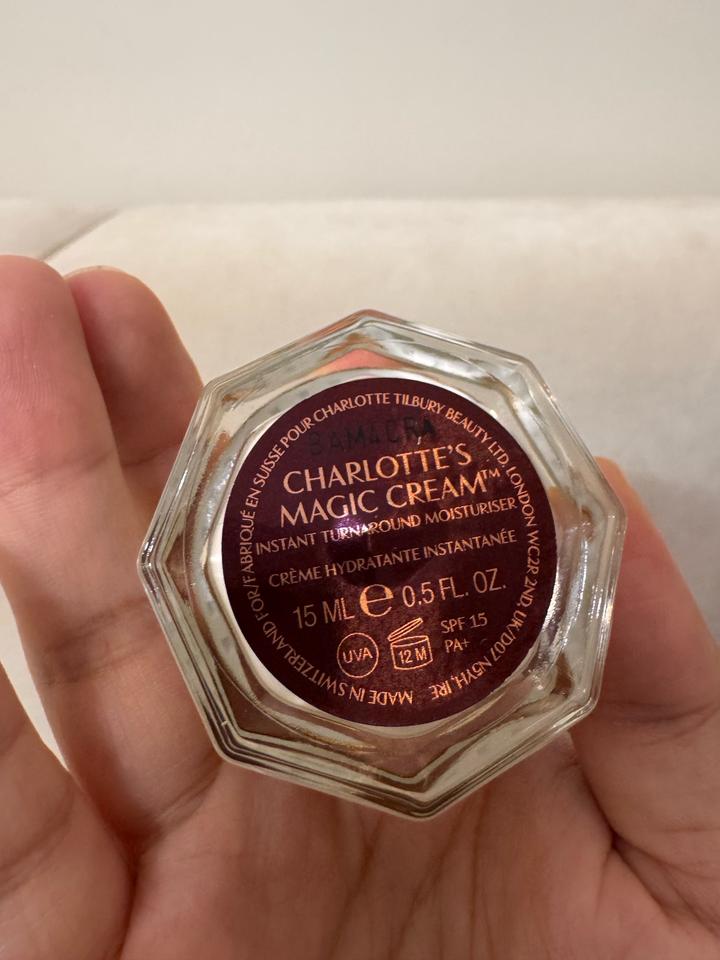 CHARLOTTE'S
MAGIC CREAM™
INSTANT TURNAROUND MOISTURISER
CRÈME HYDRATANTE INSTANTANÉE
15 ML e 0.5 FL. OZ.
UVA
12 M
SPF 15
PA+
MADE IN SWITZERLAND FOR/FABRIQUÉ EN SUISSE POUR CHARLOTTE TILBURY BEAUTY LTD, LONDON WC2R 2ND, UK/D07 N5YH, IRE